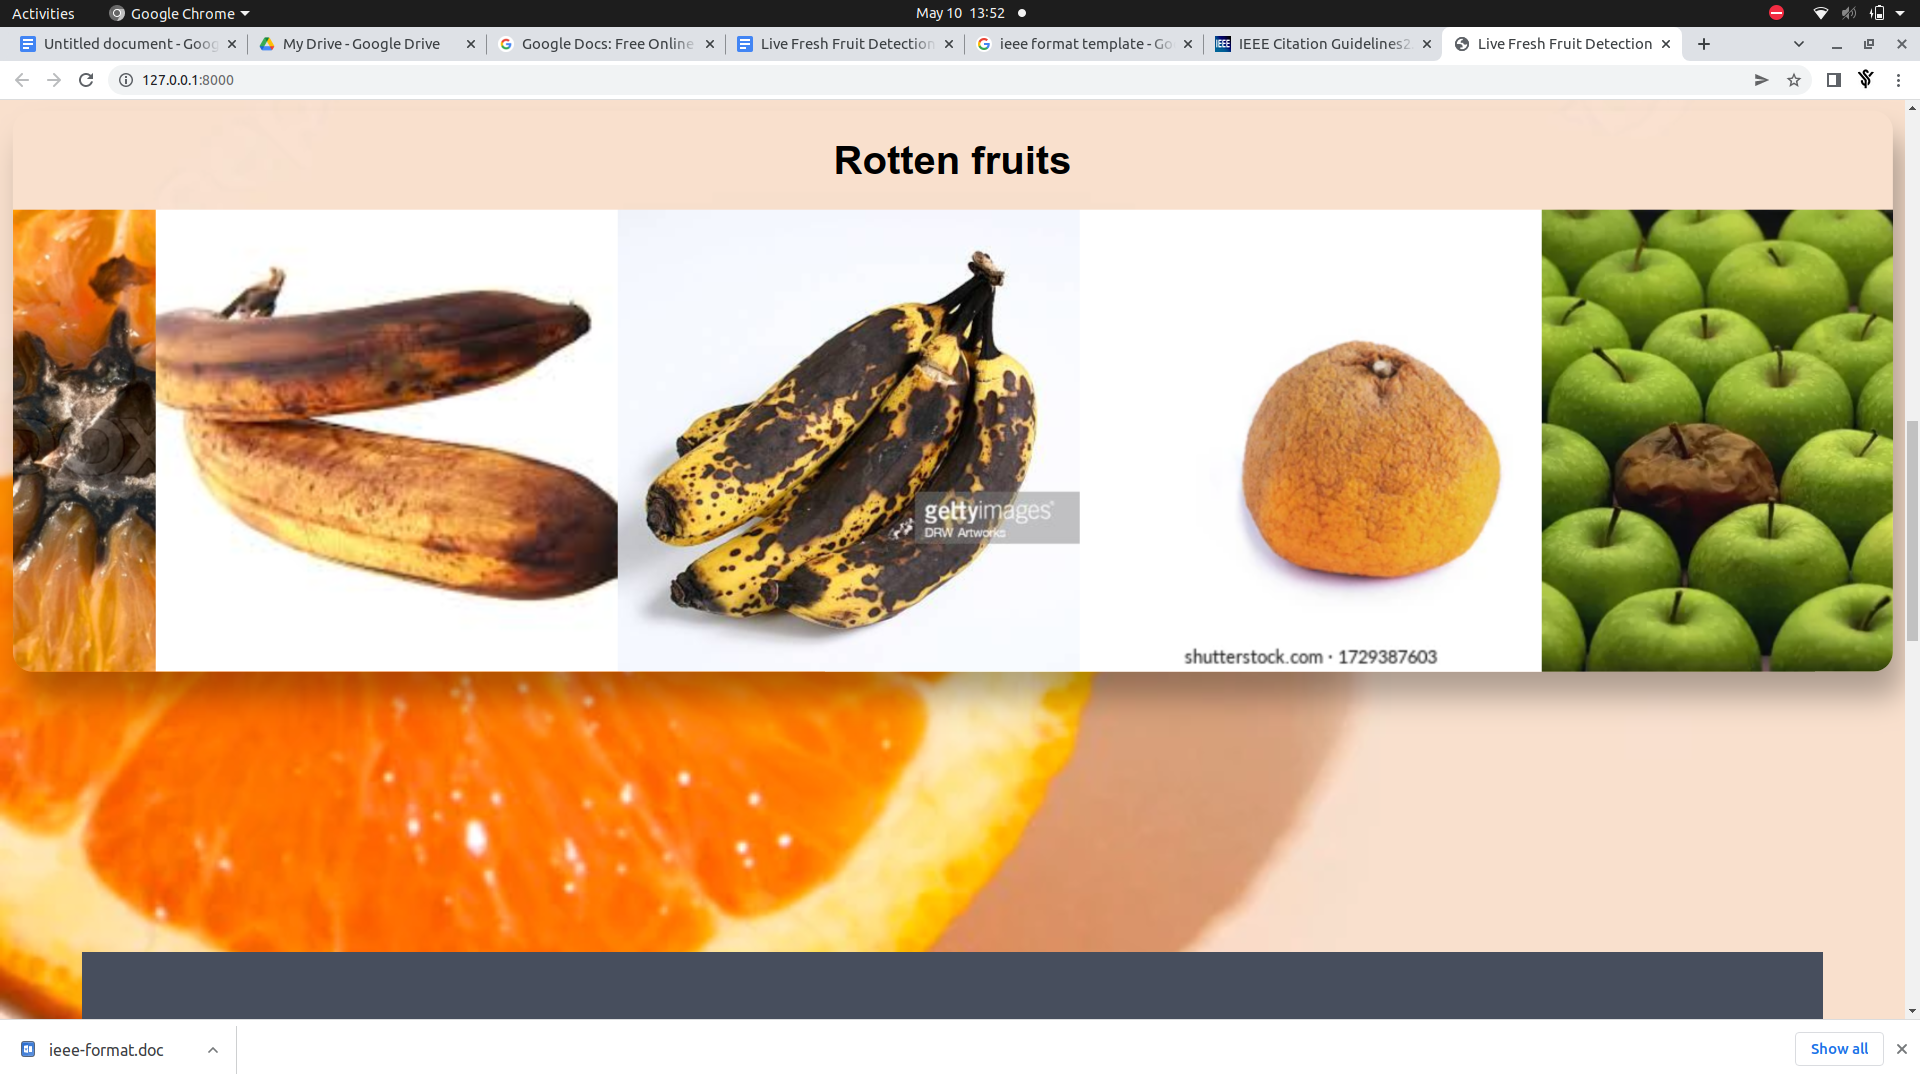 Activities
Google Chrome
May 10 13:52
Untitled document - Goog
My Drive - Google Drive
Google Docs: Free Online
Live Fresh Fruit Detection
ieee format template - Go
IEEE
IEEE Citation Guidelines2
Live Fresh Fruit Detection
127.0.0.1:8000
Rotten fruits
gettyimages
DRW Artworks
shutterstock.com · 1729387603
ieee-format.doc
Show all